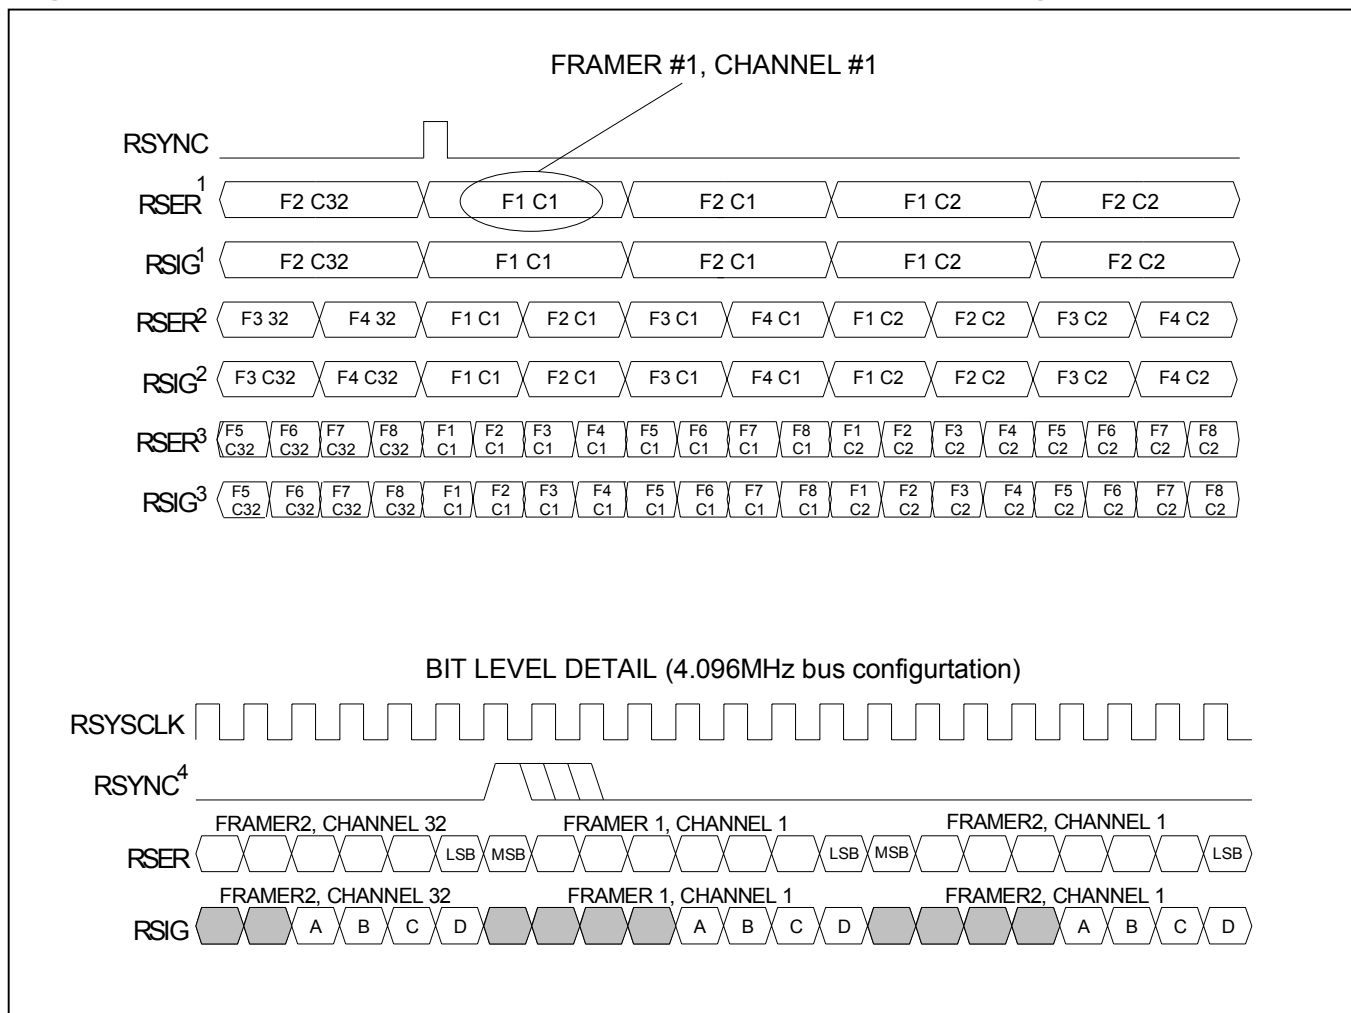 FRAMER #1, CHANNEL #1
RSYNC
RSER1 F2 C32 F1 C1 F2 C1 F1 C2 F2 C2
RSIG1 F2 C32 F1 C1 F2 C1 F1 C2 F2 C2
RSER2 F3 32 F4 32 F1 C1 F2 C1 F3 C1 F4 C1 F1 C2 F2 C2 F3 C2 F4 C2
RSIG2 F3 C32 F4 C32 F1 C1 F2 C1 F3 C1 F4 C1 F1 C2 F2 C2 F3 C2 F4 C2
RSER3 F5 C32 F6 C32 F7 C32 F8 C32 F1 C1 F2 C1 F3 C1 F4 C1 F5 C1 F6 C1 F7 C1 F8 C1 F1 C2 F2 C2 F3 C2 F4 C2 F5 C2 F6 C2 F7 C2 F8 C2
RSIG3 F5 C32 F6 C32 F7 C32 F8 C32 F1 C1 F2 C1 F3 C1 F4 C1 F5 C1 F6 C1 F7 C1 F8 C1 F1 C2 F2 C2 F3 C2 F4 C2 F5 C2 F6 C2 F7 C2 F8 C2
BIT LEVEL DETAIL (4.096MHz bus configurtation)
RSYSCLK
RSYNC4
FRAMER2, CHANNEL 32 FRAMER 1, CHANNEL 1 FRAMER2, CHANNEL 1
RSER LSB MSB LSB MSB LSB
FRAMER2, CHANNEL 32 FRAMER 1, CHANNEL 1 FRAMER2, CHANNEL 1
RSIG A B C D A B C D A B C D